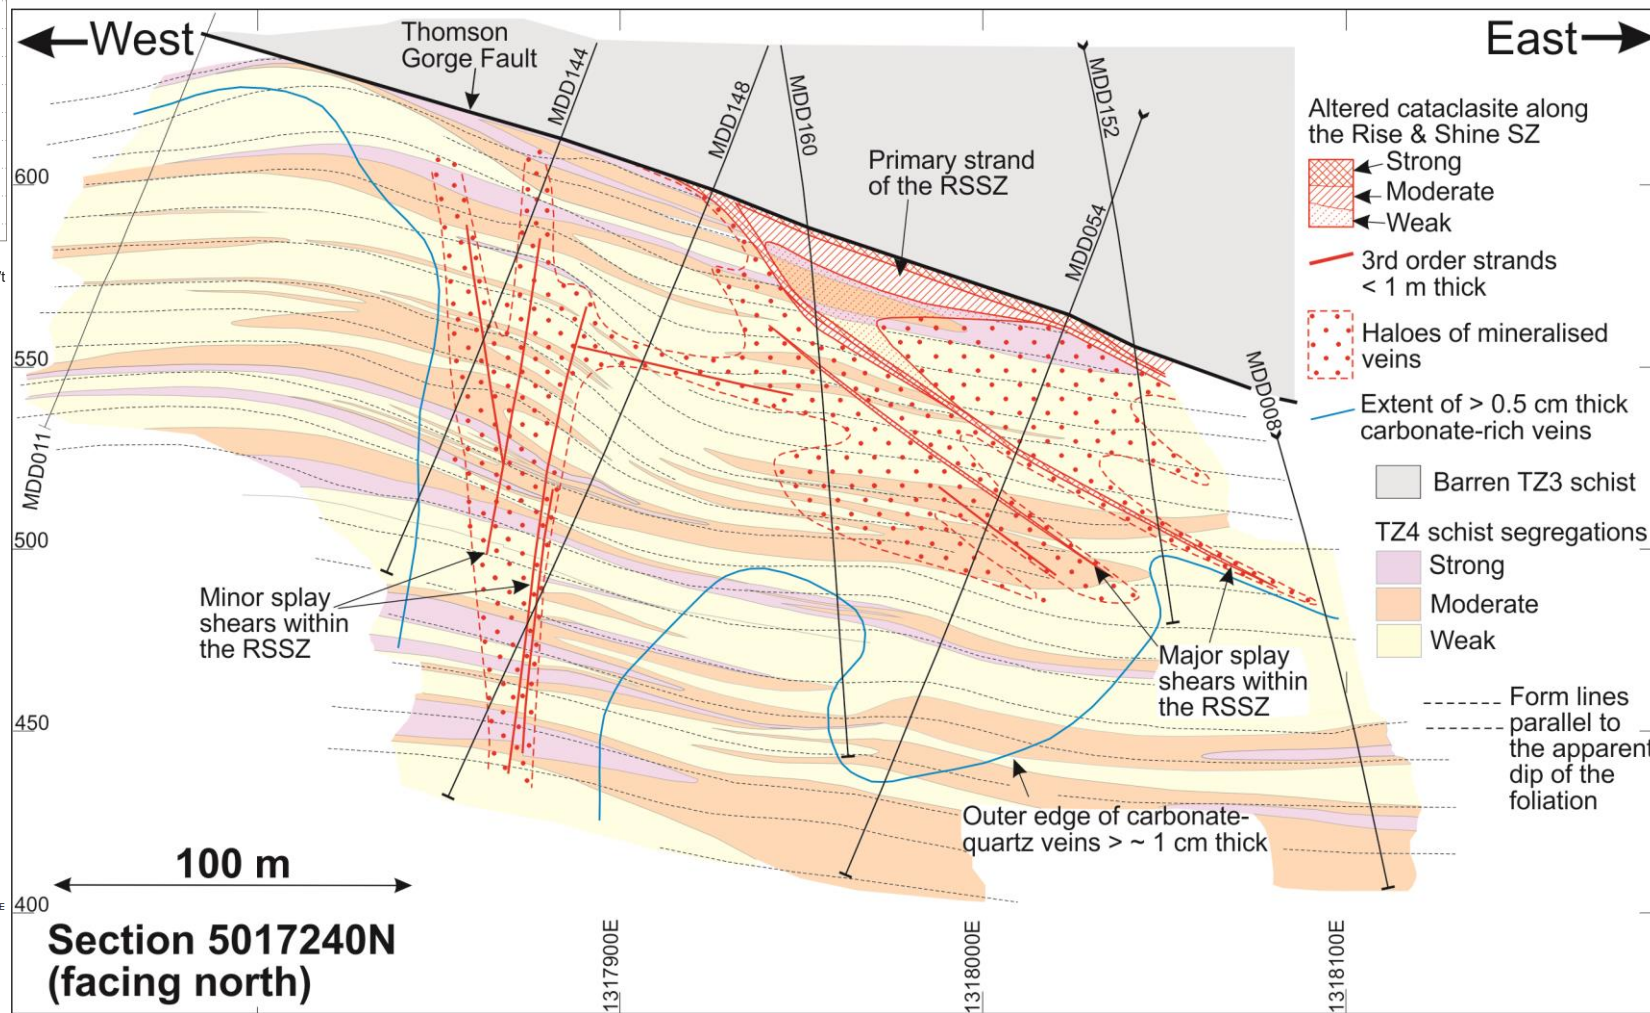 West
East
Thomson
Gorge Fault
MDD144
MDD148
MDD160
MDD152
MDD054
MDD008
MDD011
Primary strand
of the RSSZ
Altered cataclasite along
the Rise & Shine SZ
Strong
Moderate
Weak
3rd order strands
< 1 m thick
Haloes of mineralised
veins
Extent of > 0.5 cm thick
carbonate-rich veins
Barren TZ3 schist
TZ4 schist segregations
Strong
Moderate
Weak
Form lines
parallel to
the apparent
dip of the
foliation
600
550
500
450
400
Minor splay
shears within
the RSSZ
Major splay
shears within
the RSSZ
Outer edge of carbonate-
quartz veins > ~ 1 cm thick
100 m
Section 5017240N
(facing north)
1317900E
1318000E
1318100E
/t
E